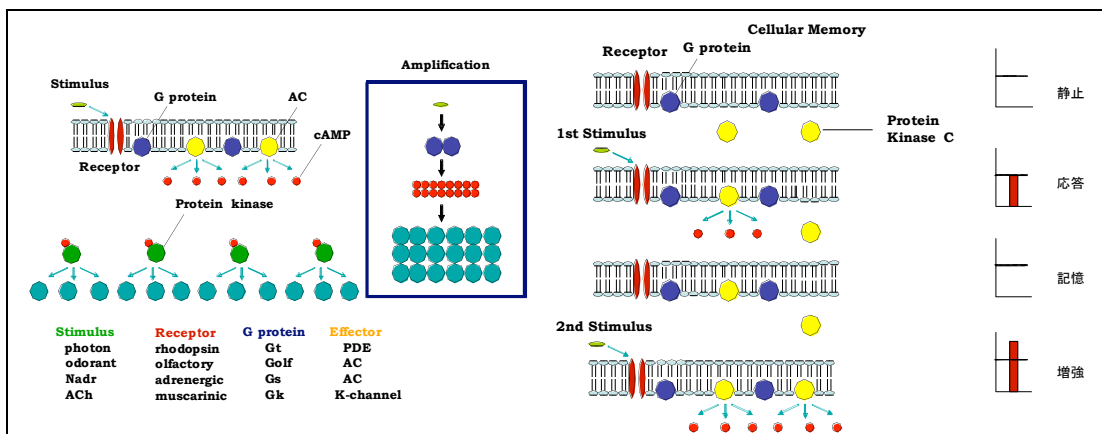 Stimulus
G protein
AC
cAMP
Receptor
Protein kinase
Amplification
Stimulus Receptor G protein Effector
photon rhodopsin Gt PDE
odorant olfactory Golf AC
Nadr adrenergic Gs AC
ACh muscarinic Gk K-channel
Cellular Memory
Receptor
G protein
静止
Protein
Kinase C
1st Stimulus
応答
記憶
2nd Stimulus
増強